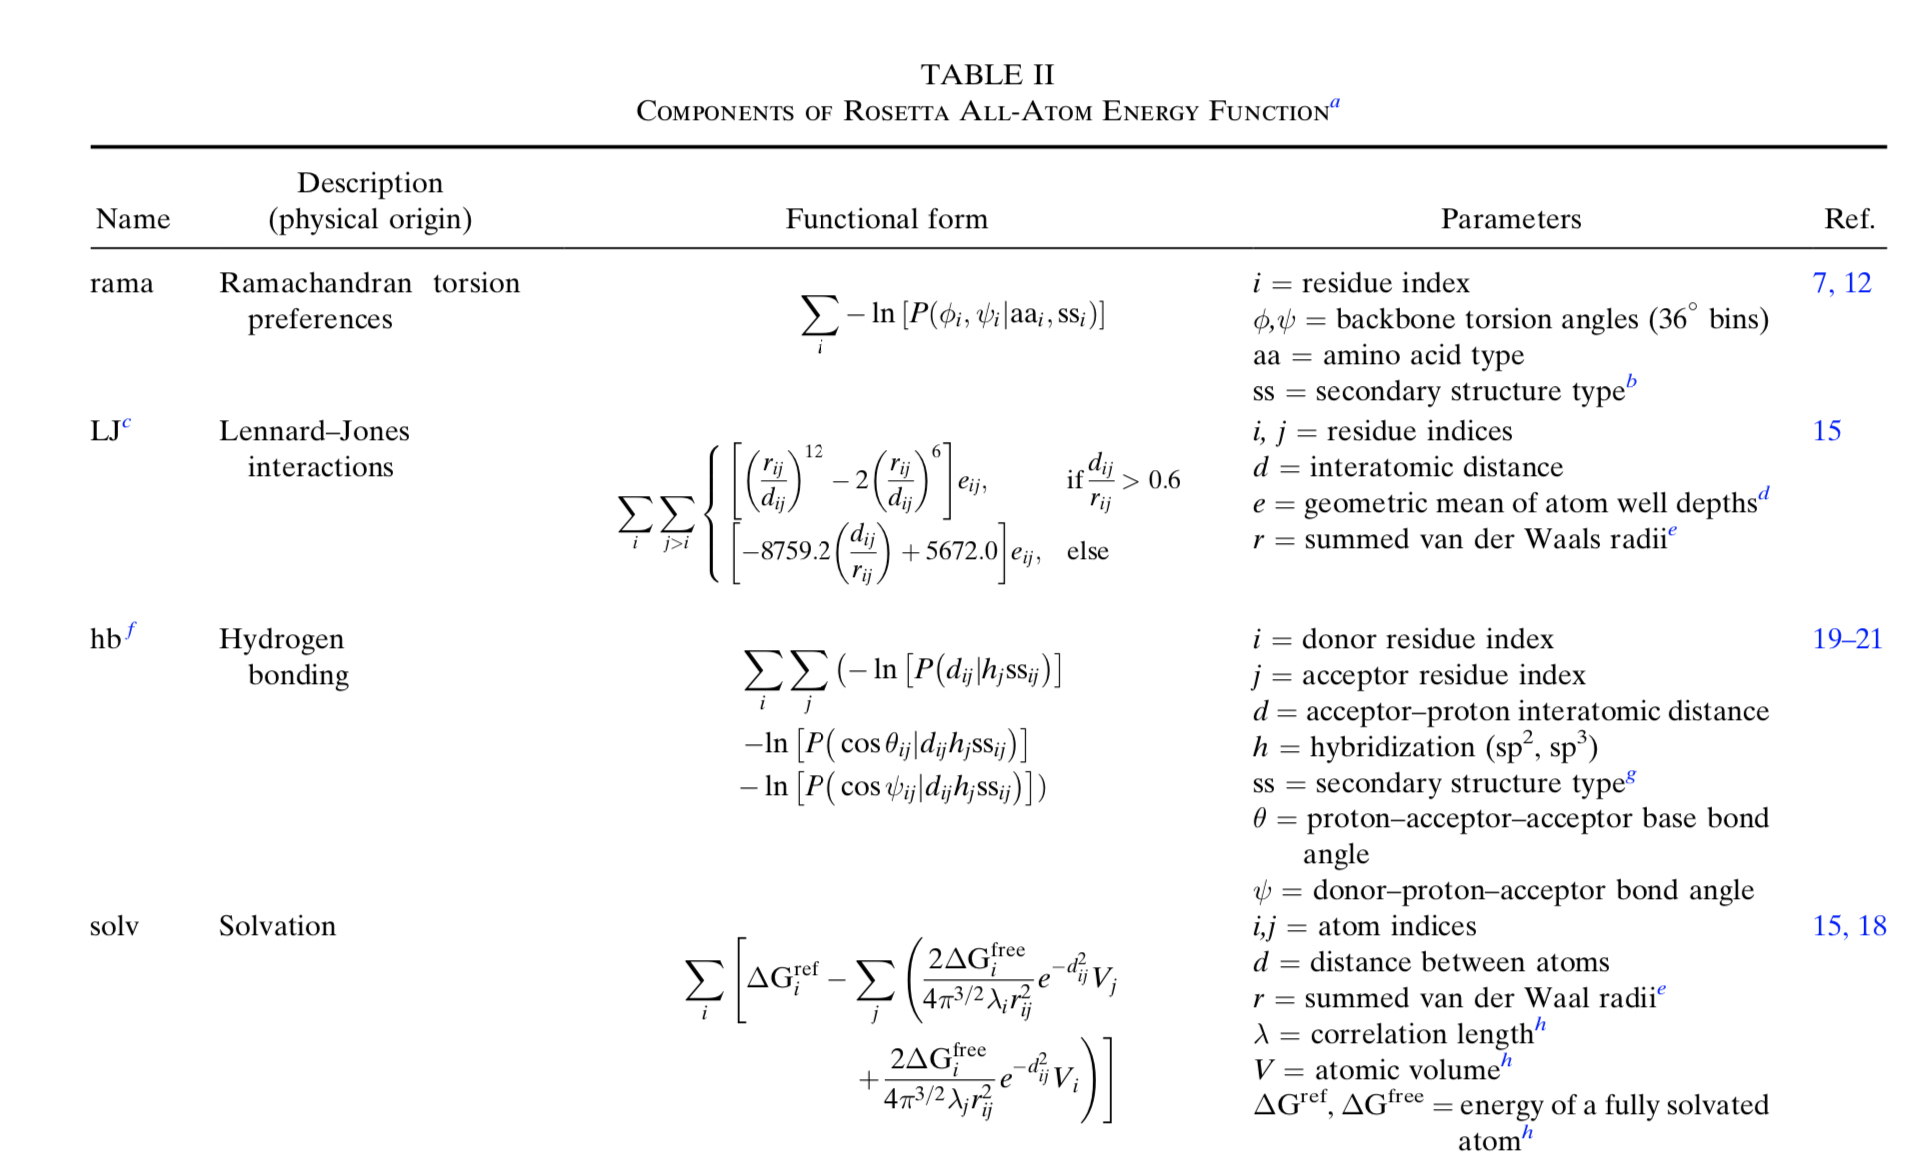 TABLE II
COMPONENTS OF ROSETTA ALL-ATOM ENERGY FUNCTION^a
Name Description (physical origin) Functional form Parameters Ref.
rama Ramachandran torsion preferences
∑_i − ln [P(ϕ_i, ψ_i|aa_i, ss_i)]
i = residue index
ϕ,ψ = backbone torsion angles (36° bins)
aa = amino acid type
ss = secondary structure type^b
7, 12
LJ^c Lennard–Jones interactions
∑_i ∑_{j>i} { [(r_ij/d_ij)^12 − 2(r_ij/d_ij)^6] e_ij, if d_ij/r_ij > 0.6
[−8759.2(d_ij/r_ij) + 5672.0] e_ij, else
i, j = residue indices
d = interatomic distance
e = geometric mean of atom well depths^d
r = summed van der Waals radii^e
15
hb^f Hydrogen bonding
∑_i ∑_j (− ln [P(d_ij|h_j ss_ij)]
−ln [P( cos θ_ij|d_ij h_j ss_ij)]
− ln [P( cos ψ_ij|d_ij h_j ss_ij)])
i = donor residue index
j = acceptor residue index
d = acceptor–proton interatomic distance
h = hybridization (sp², sp³)
ss = secondary structure type^g
θ = proton–acceptor–acceptor base bond
angle
ψ = donor–proton–acceptor bond angle
19–21
solv Solvation
∑_i [ΔG_i^ref − ∑_j (2ΔG_i^free / 4π^{3/2} λ_i r_ij^2 e^{−d_ij^2} V_j
+ 2ΔG_i^free / 4π^{3/2} λ_j r_ij^2 e^{−d_ij^2} V_i)]
i,j = atom indices
d = distance between atoms
r = summed van der Waal radii^e
λ = correlation length^h
V = atomic volume^h
ΔG^ref, ΔG^free = energy of a fully solvated
atom^h
15, 18